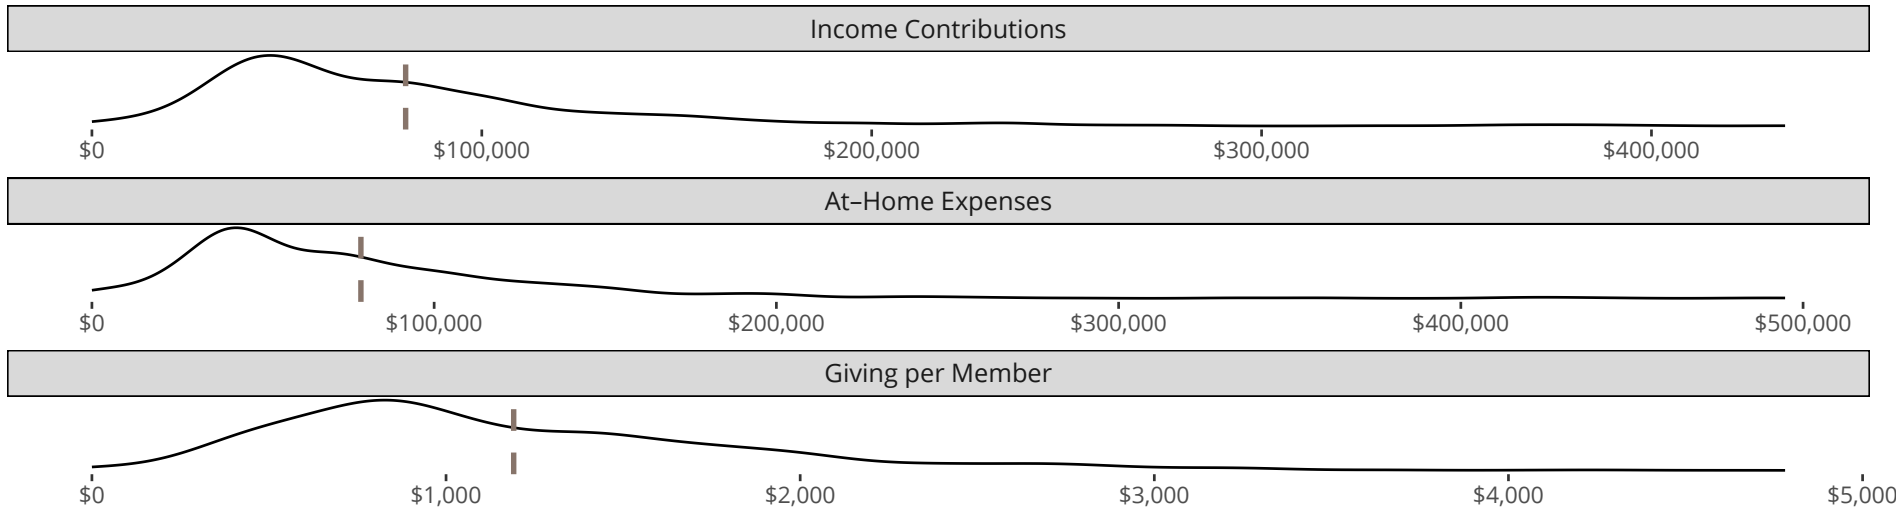 Income Contributions
$0 $100,000 $200,000 $300,000 $400,000
At–Home Expenses
$0 $100,000 $200,000 $300,000 $400,000 $500,000
Giving per Member
$0 $1,000 $2,000 $3,000 $4,000 $5,000